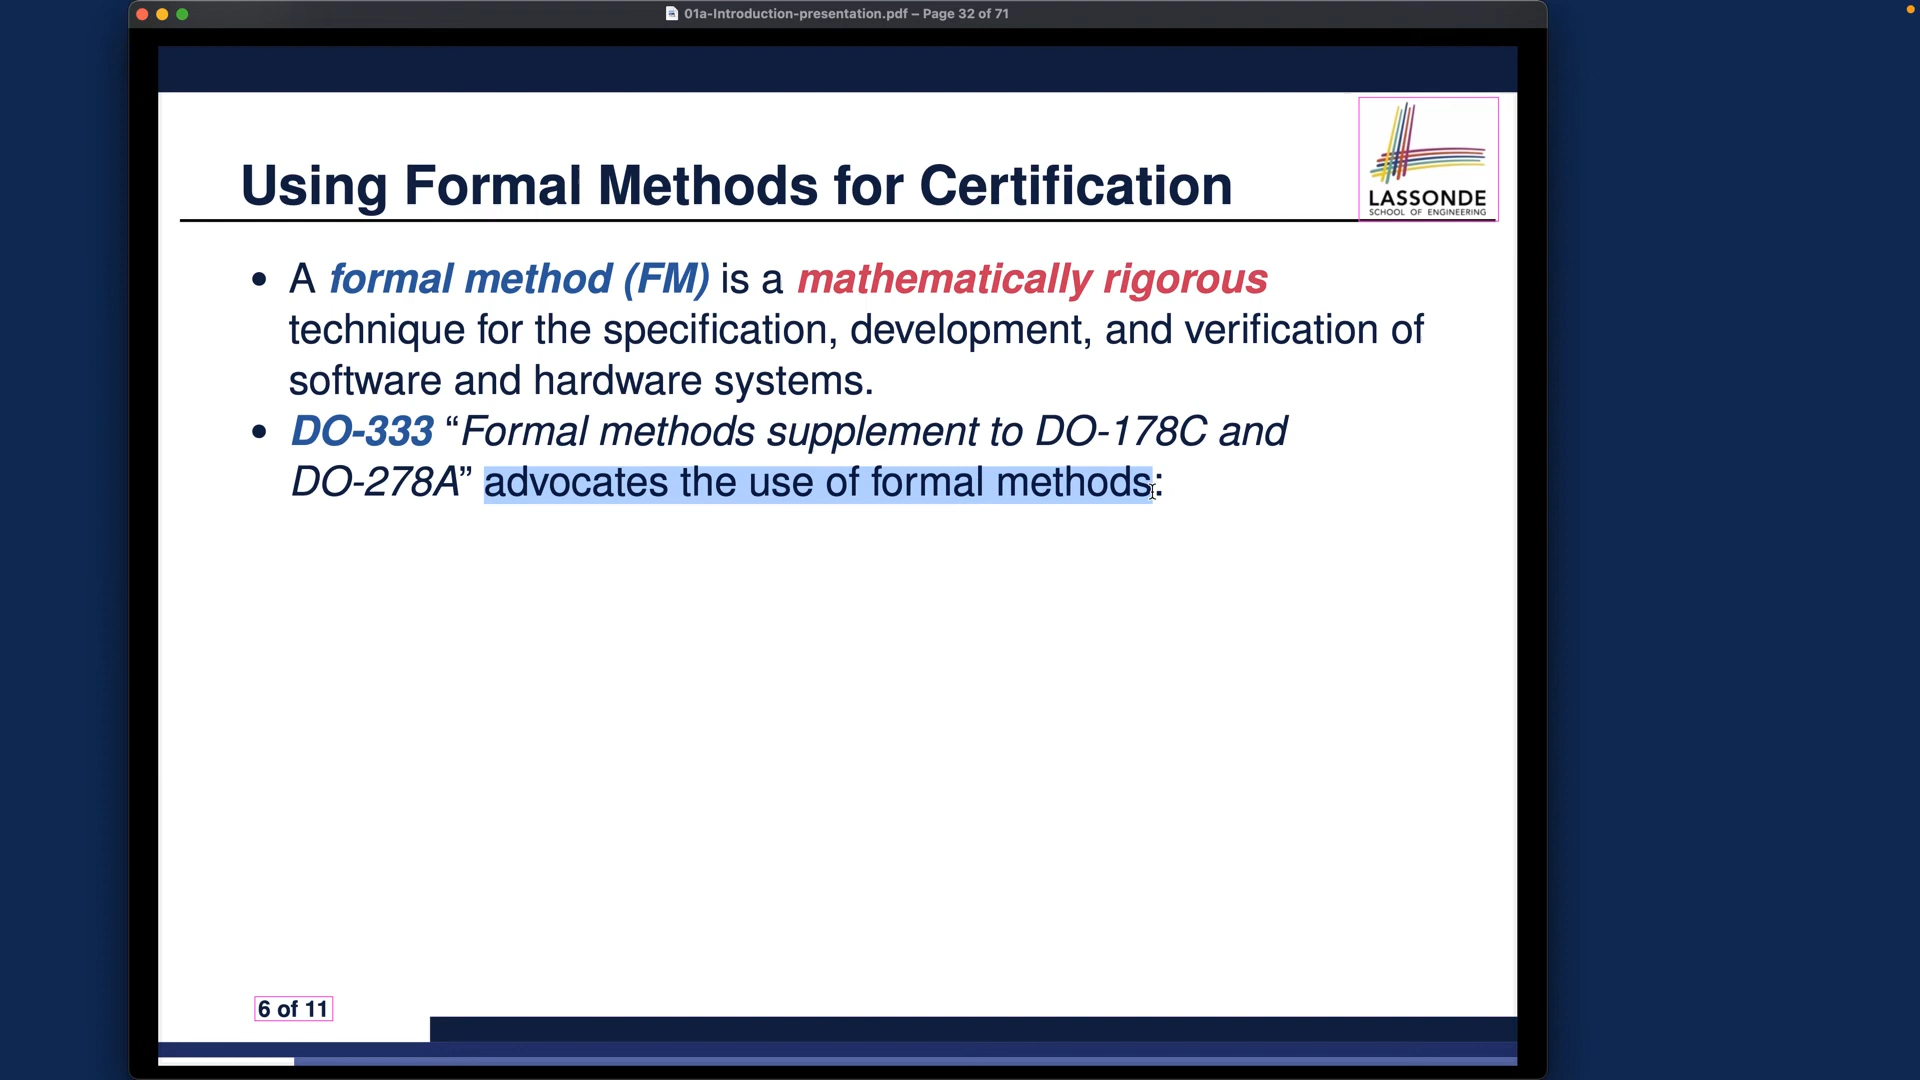 01a-Introduction-presentation.pdf – Page 32 of 71
LASSONDE
SCHOOL OF ENGINEERING
Using Formal Methods for Certification
• A formal method (FM) is a mathematically rigorous
technique for the specification, development, and verification of
software and hardware systems.
• DO-333 “Formal methods supplement to DO-178C and
DO-278A” advocates the use of formal methods:
6 of 11